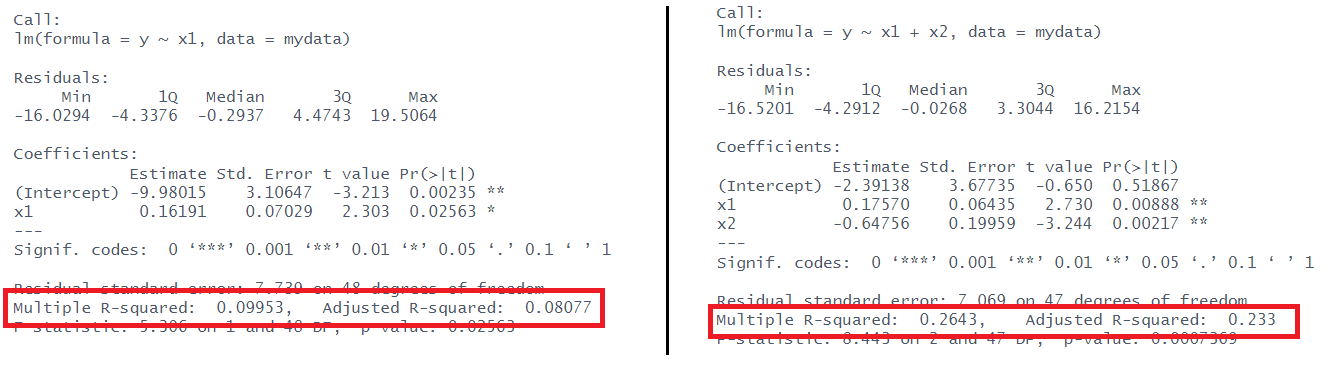 Call:
lm(formula = y ~ x1, data = mydata)
Residuals:
Min 1Q Median 3Q Max
-16.0294 -4.3376 -0.2937 4.4743 19.5064
Coefficients:
Estimate Std. Error t value Pr(>|t|)
(Intercept) -9.98015 3.10647 -3.213 0.00235 **
x1 0.16191 0.07029 2.303 0.02563 *
---
Signif. codes: 0 ‘***’ 0.001 ‘**’ 0.01 ‘*’ 0.05 ‘.’ 0.1 ‘ ’ 1
Residual standard error: 7.739 on 48 degrees of freedom
Multiple R-squared: 0.09953, Adjusted R-squared: 0.08077
F-statistic: 5.306 on 1 and 48 DF, p-value: 0.02563
Call:
lm(formula = y ~ x1 + x2, data = mydata)
Residuals:
Min 1Q Median 3Q Max
-16.5201 -4.2912 -0.0268 3.3044 16.2154
Coefficients:
Estimate Std. Error t value Pr(>|t|)
(Intercept) -2.39138 3.67735 -0.650 0.51867
x1 0.17570 0.06435 2.730 0.00888 **
x2 -0.64756 0.19959 -3.244 0.00217 **
---
Signif. codes: 0 ‘***’ 0.001 ‘**’ 0.01 ‘*’ 0.05 ‘.’ 0.1 ‘ ’ 1
Residual standard error: 7.069 on 47 degrees of freedom
Multiple R-squared: 0.2643, Adjusted R-squared: 0.233
F-statistic: 8.443 on 2 and 47 DF, p-value: 0.0007369